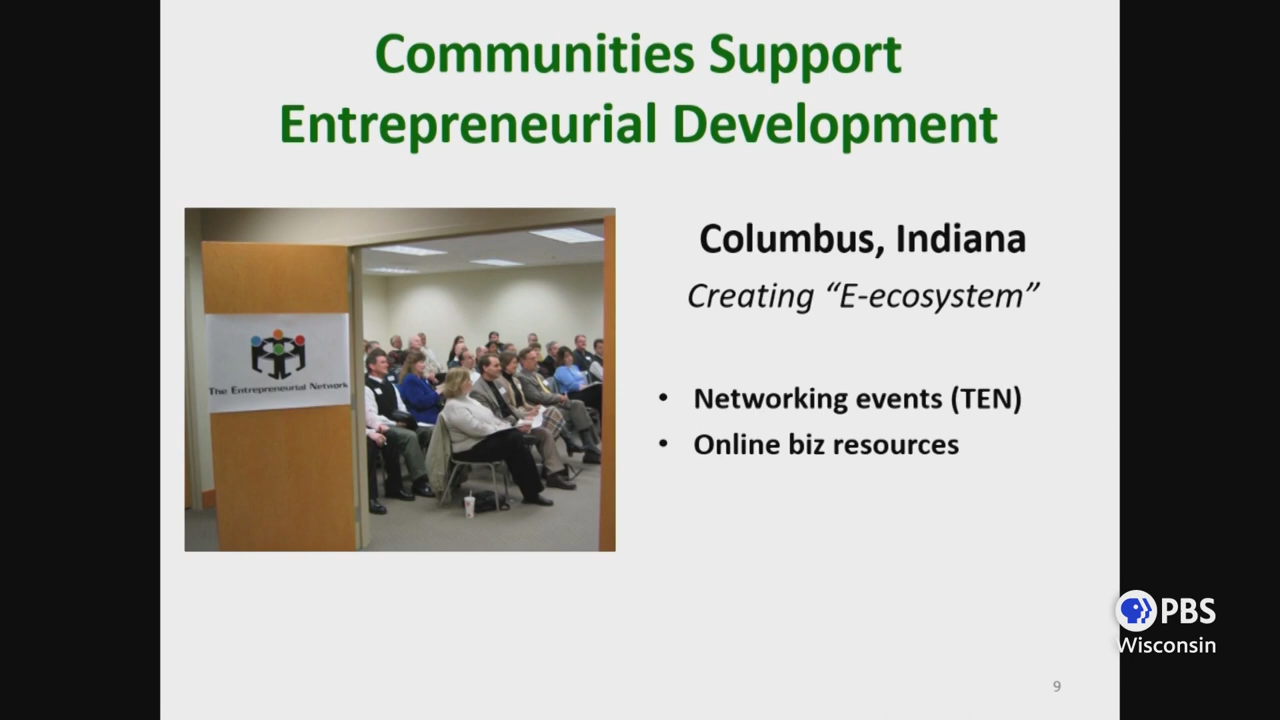 Communities Support
Entrepreneurial Development
Columbus, Indiana
Creating “E-ecosystem”
The Entrepreneurial Network
• Networking events (TEN)
• Online biz resources
PBS
Wisconsin
9